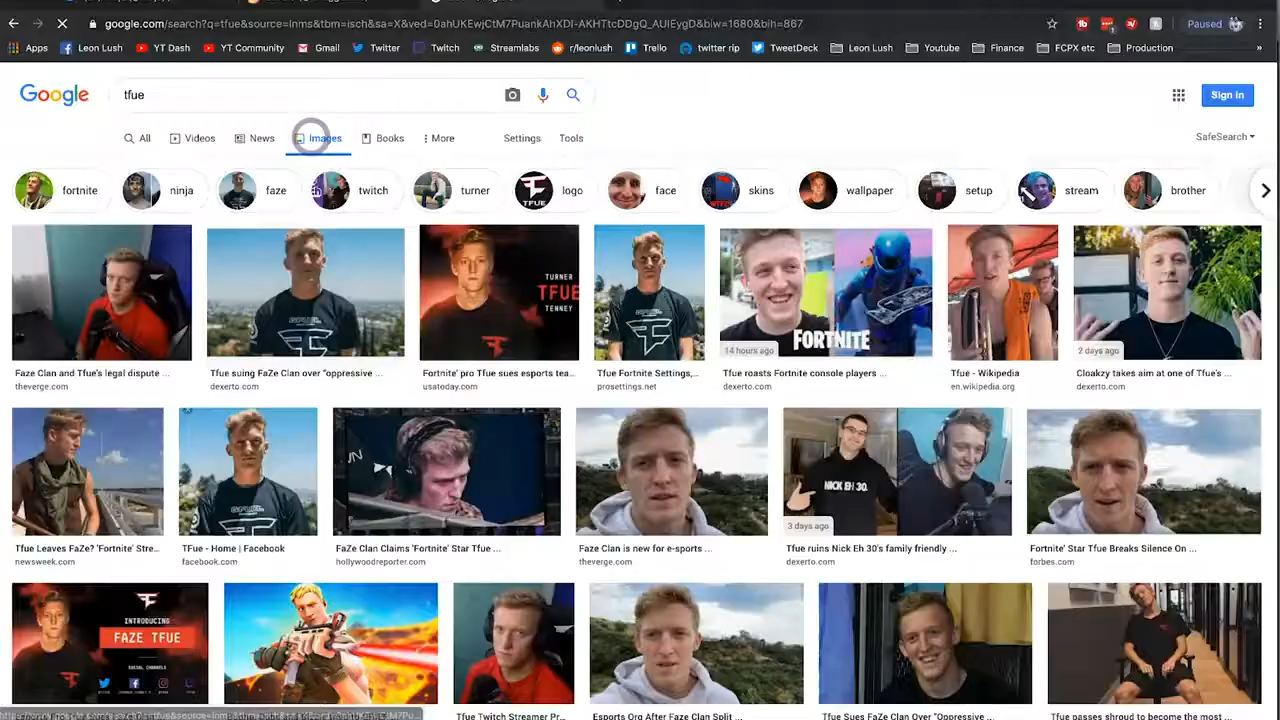 google.com/search?q=tfue&source=lnms&tbm=isch&sa=X&ved=0ahUKEwjCtM7PuankAhXDI-AKHTtcDDgQ_AUIEygD&biw=1680&bih=867
Paused
Apps Leon Lush YT Dash YT Community Gmail Twitter Twitch Streamlabs r/leonlush Trello twitter rip TweetDeck Leon Lush Youtube Finance FCPX etc Production »
Google tfue Sign in
All Videos News Images Books More Settings Tools SafeSearch
fortnite ninja faze twitch turner logo face skins wallpaper setup stream brother
TFUE
TURNER
TFUE
TENNEY
FORTNITE
14 hours ago 2 days ago
Faze Clan and Tfue's legal dispute ... Tfue suing FaZe Clan over "oppressive ... Fortnite' pro Tfue sues esports tea... Tfue Fortnite Settings,... Tfue roasts Fortnite console players ... Tfue - Wikipedia Cloakzy takes aim at one of Tfue's ...
theverge.com dexerto.com usatoday.com prosettings.net dexerto.com en.wikipedia.org dexerto.com
NICK EH 30.
3 days ago
Tfue Leaves FaZe? 'Fortnite' Stre... TFue - Home | Facebook FaZe Clan Claims 'Fortnite' Star Tfue ... Faze Clan is new for e-sports ... Tfue ruins Nick Eh 30's family friendly ... Fortnite' Star Tfue Breaks Silence On ...
newsweek.com facebook.com hollywoodreporter.com theverge.com dexerto.com forbes.com
INTRODUCING
FAZE TFUE
SOCIAL CHANNELS
Tfue Twitch Streamer Pr... Esports Org After FaZe Clan Split ... Tfue Sues FaZe Clan Over "Oppressive ... Tfue passes shroud to become the most ...